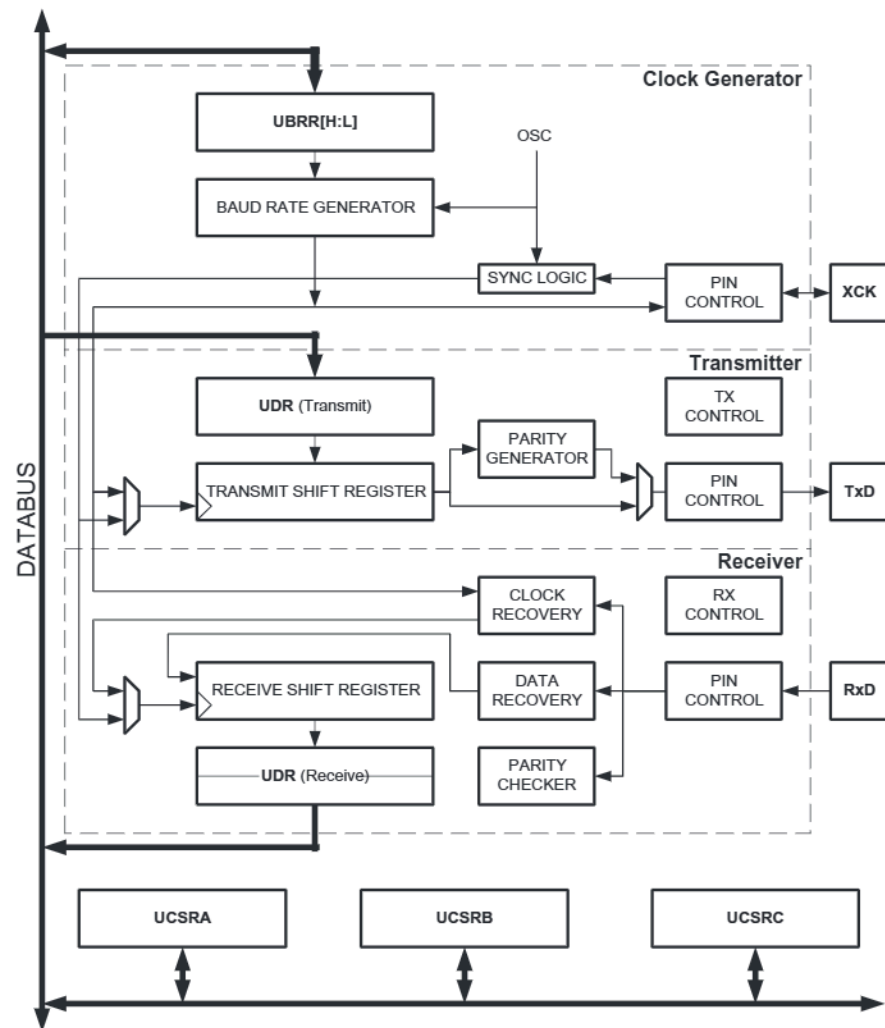 Clock Generator
UBRR[H:L]
OSC
BAUD RATE GENERATOR
SYNC LOGIC
PIN
CONTROL
XCK
Transmitter
UDR (Transmit)
TX
CONTROL
PARITY
GENERATOR
TRANSMIT SHIFT REGISTER
PIN
CONTROL
TxD
DATABUS
Receiver
CLOCK
RECOVERY
RX
CONTROL
RECEIVE SHIFT REGISTER
DATA
RECOVERY
PIN
CONTROL
RxD
UDR (Receive)
PARITY
CHECKER
UCSRA
UCSRB
UCSRC